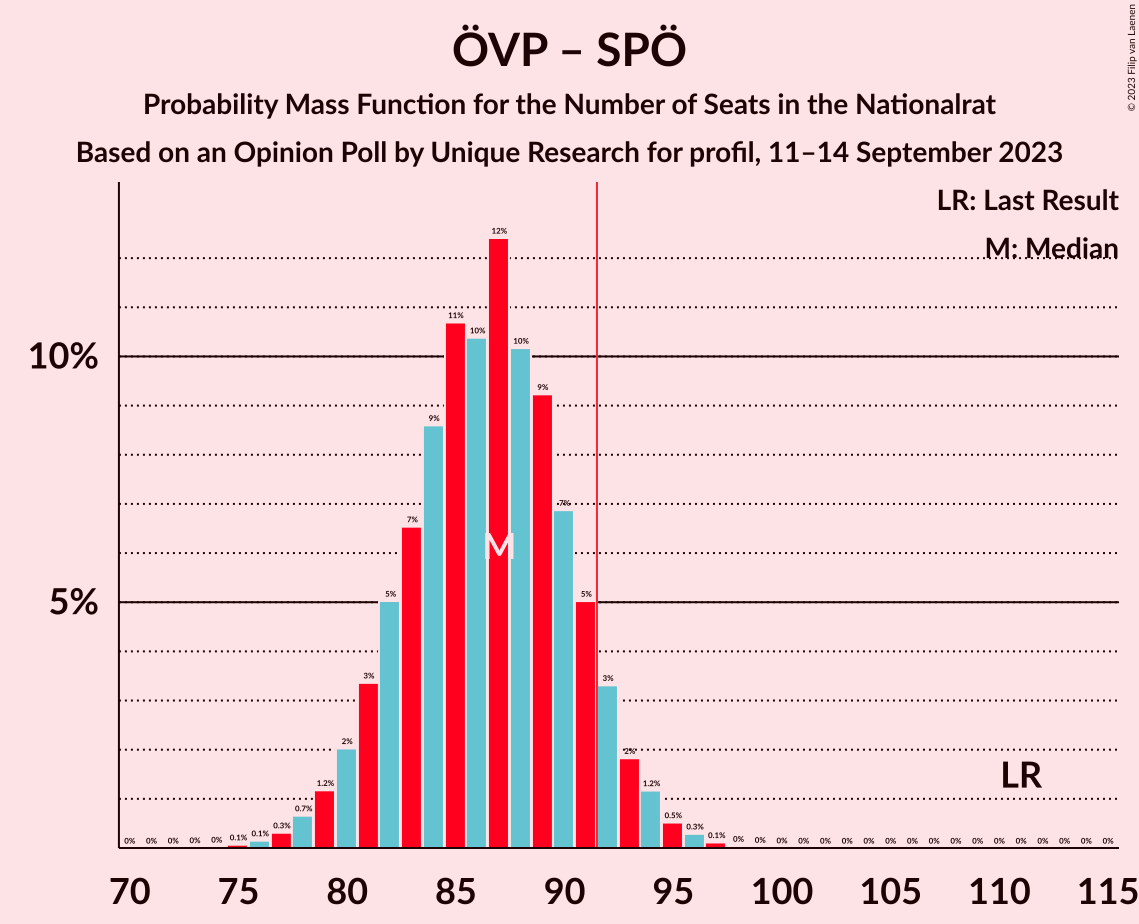 ÖVP – SPÖ
Probability Mass Function for the Number of Seats in the Nationalrat
Based on an Opinion Poll by Unique Research for profil, 11–14 September 2023
© 2023 Filip van Laenen
LR: Last Result
M: Median
10%
5%
0% 0% 0% 0% 0% 0.1% 0.1% 0.3% 0.7% 1.2% 2% 3% 5% 7% 9% 11% 10% 12% 10% 9% 7% 5% 3% 2% 1.2% 0.5% 0.3% 0.1% 0% 0% 0% 0% 0% 0% 0% 0% 0% 0% 0% 0% 0% 0% 0% 0% 0% 0%
M
LR
70 75 80 85 90 95 100 105 110 115